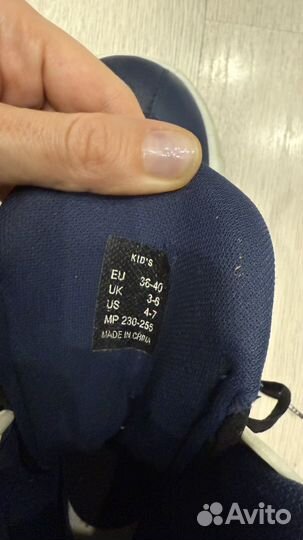 KID'S
EU 36-40
UK 3-6
US 4-7
MP 230-255
MADE IN CHINA
Avito